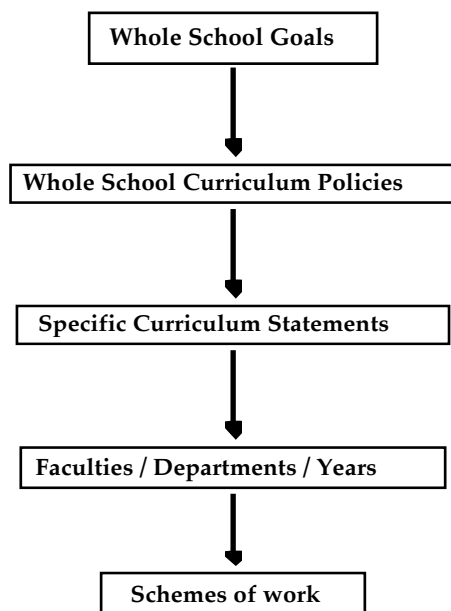 Whole School Goals
Whole School Curriculum Policies
Specific Curriculum Statements
Faculties / Departments / Years
Schemes of work